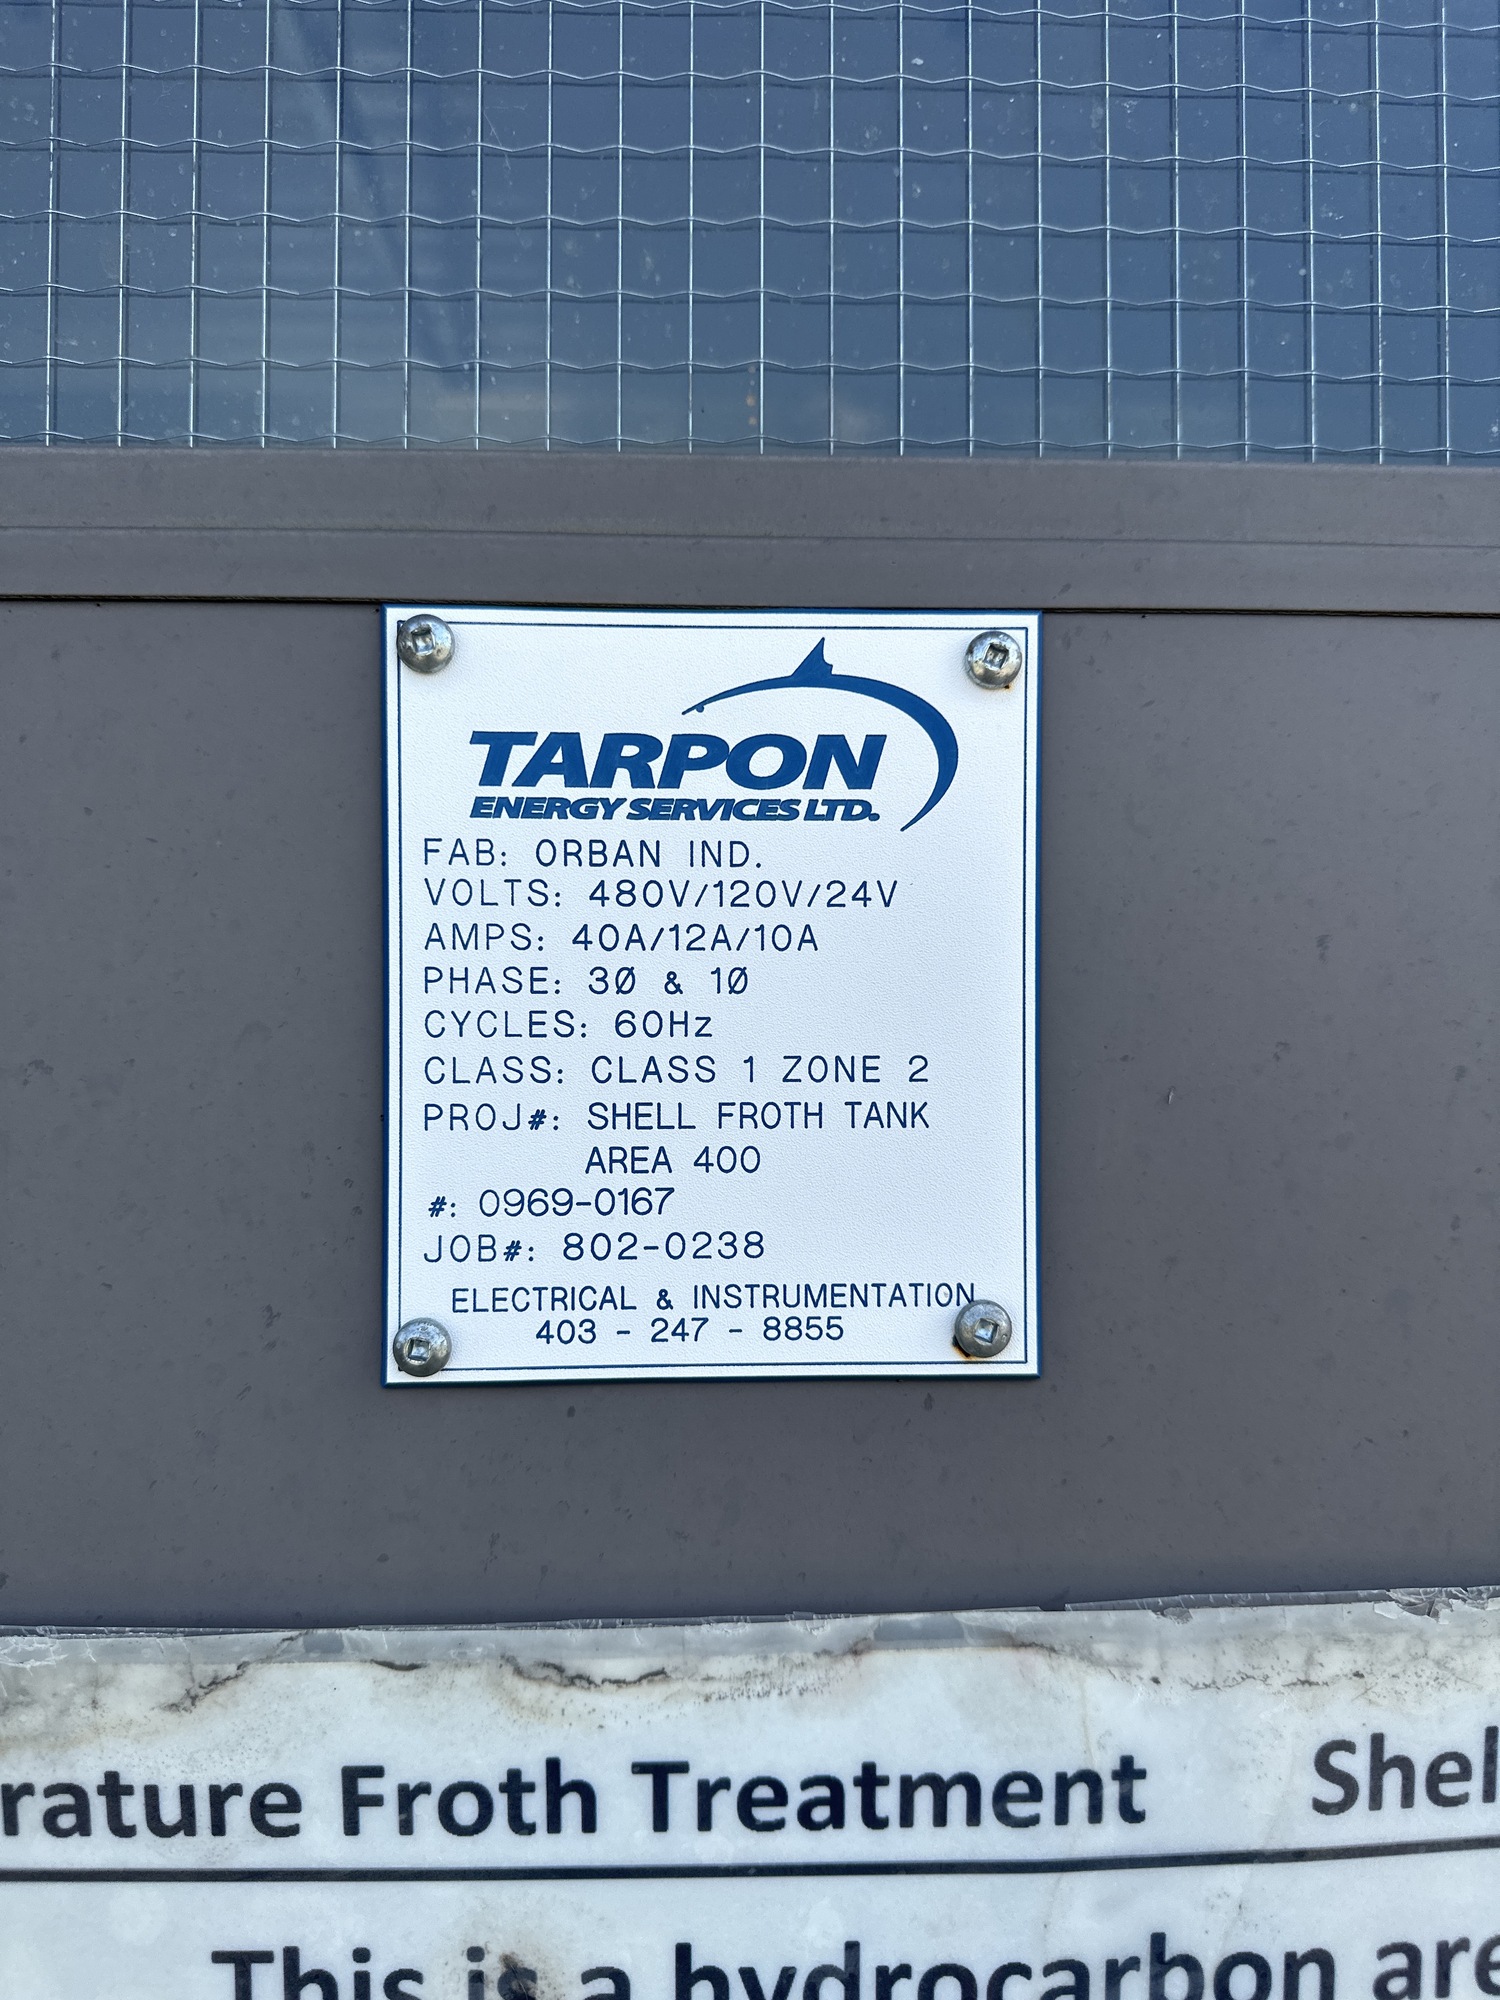 TARPON
ENERGY SERVICES LTD.
FAB: ORBAN IND.
VOLTS: 480V/120V/24V
AMPS: 40A/12A/10A
PHASE: 3Ø & 1Ø
CYCLES: 60Hz
CLASS: CLASS 1 ZONE 2
PROJ#: SHELL FROTH TANK
AREA 400
#: 0969-0167
JOB#: 802-0238
ELECTRICAL & INSTRUMENTATION
403 - 247 - 8855
rature Froth Treatment Shel
This is a hydrocarbon are